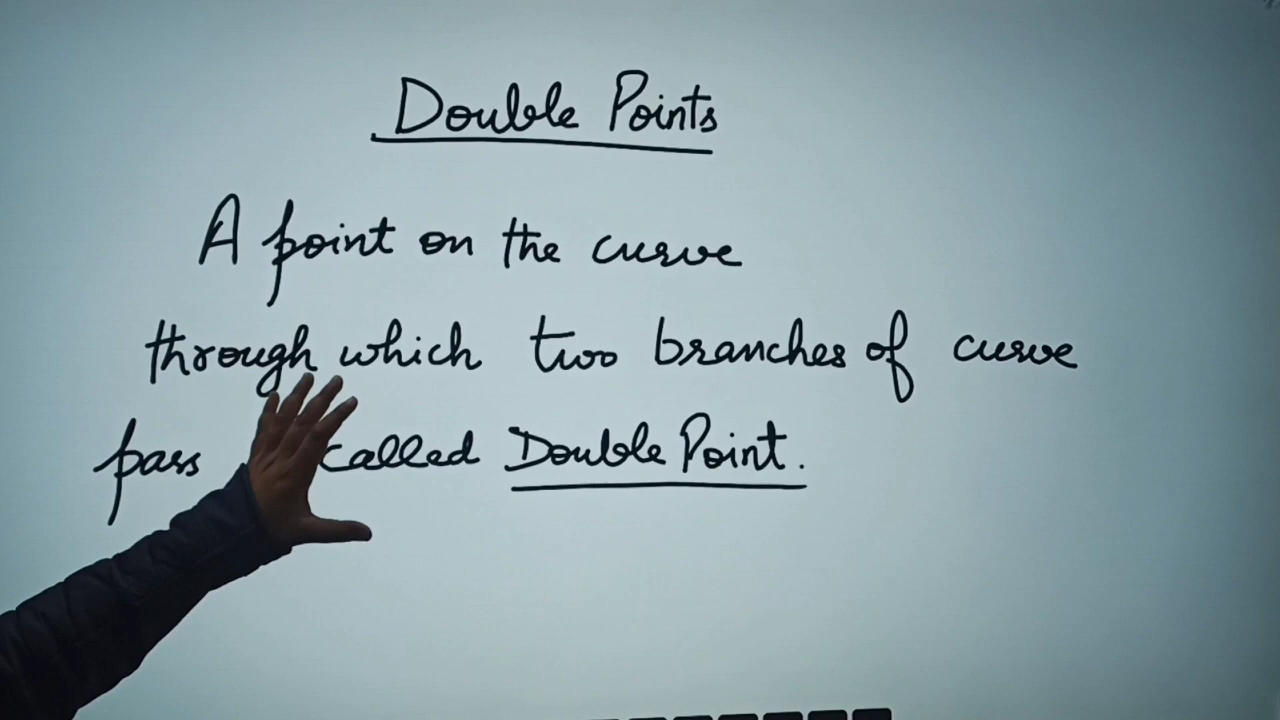 Double Points
A point on the curve
through which two branches of curve
pass called Double Point.